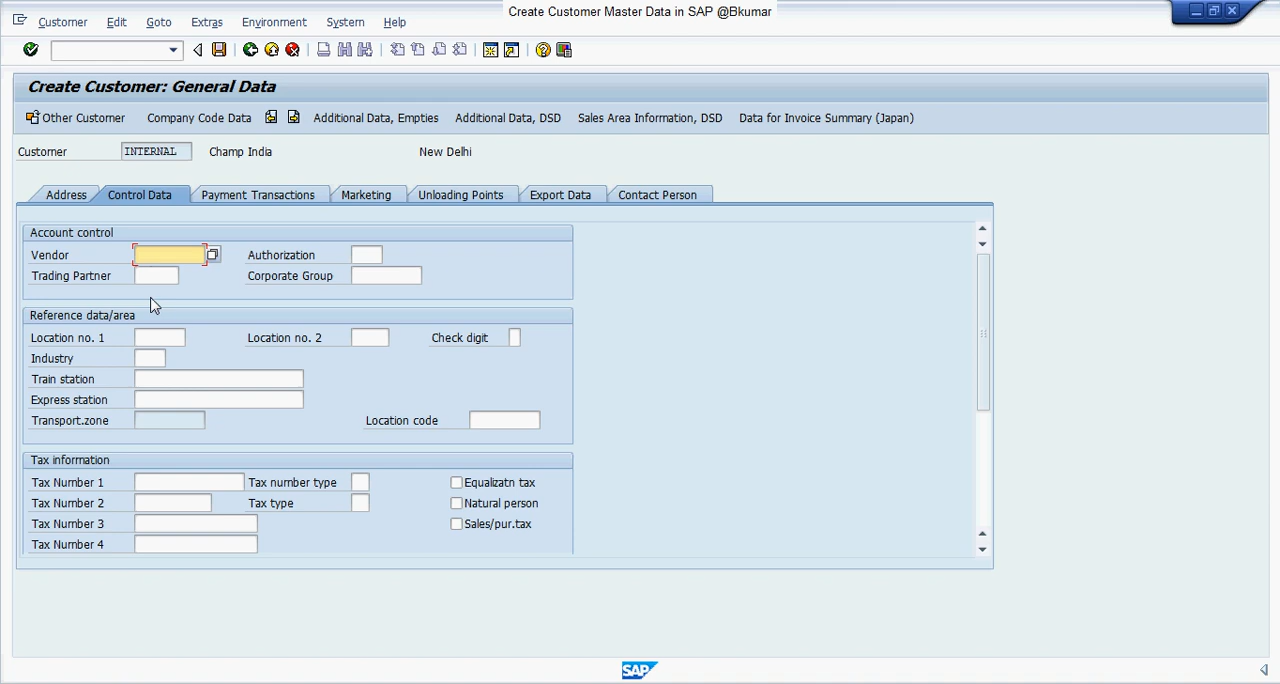 Create Customer Master Data in SAP @Bkumar
Customer Edit Goto Extras Environment System Help
Create Customer: General Data
Other Customer Company Code Data Additional Data, Empties Additional Data, DSD Sales Area Information, DSD Data for Invoice Summary (Japan)
Customer INTERNAL Champ India New Delhi
Address Control Data Payment Transactions Marketing Unloading Points Export Data Contact Person
Account control
Vendor Authorization
Trading Partner Corporate Group
Reference data/area
Location no. 1 Location no. 2 Check digit
Industry
Train station
Express station
Transport.zone Location code
Tax information
Tax Number 1 Tax number type Equalizatn tax
Tax Number 2 Tax type Natural person
Tax Number 3 Sales/pur.tax
Tax Number 4
SAP